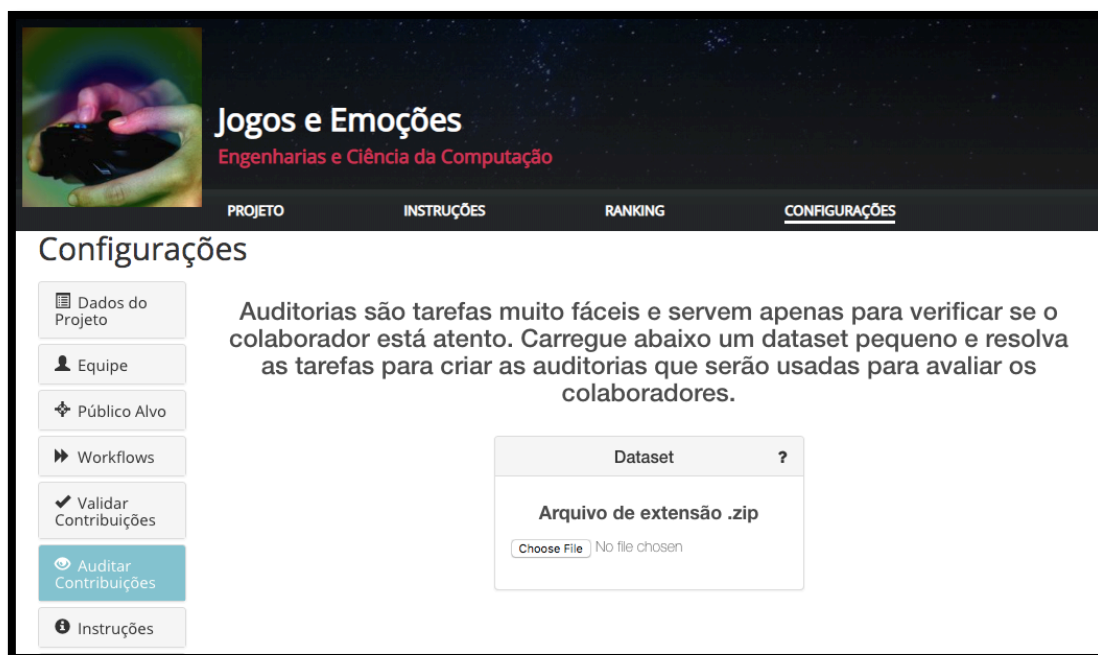 Jogos e Emoções
Engenharias e Ciência da Computação
PROJETO INSTRUÇÕES RANKING CONFIGURAÇÕES
Configurações
Dados do
Projeto
Equipe
Público Alvo
Workflows
Validar
Contribuições
Auditar
Contribuições
Instruções
Auditorias são tarefas muito fáceis e servem apenas para verificar se o
colaborador está atento. Carregue abaixo um dataset pequeno e resolva
as tarefas para criar as auditorias que serão usadas para avaliar os
colaboradores.
Dataset ?
Arquivo de extensão .zip
Choose File No file chosen